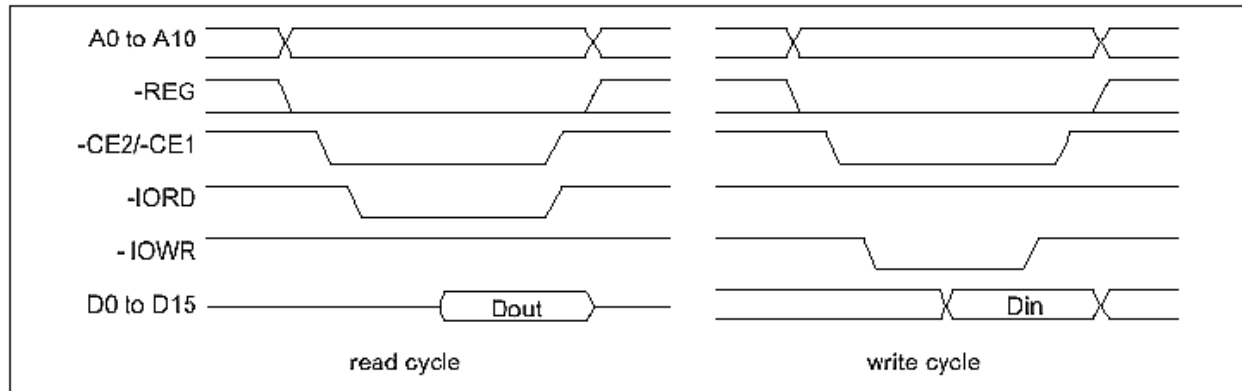 A0 to A10
-REG
-CE2/-CE1
-IORD
-IOWR
D0 to D15
Dout
Din
read cycle
write cycle